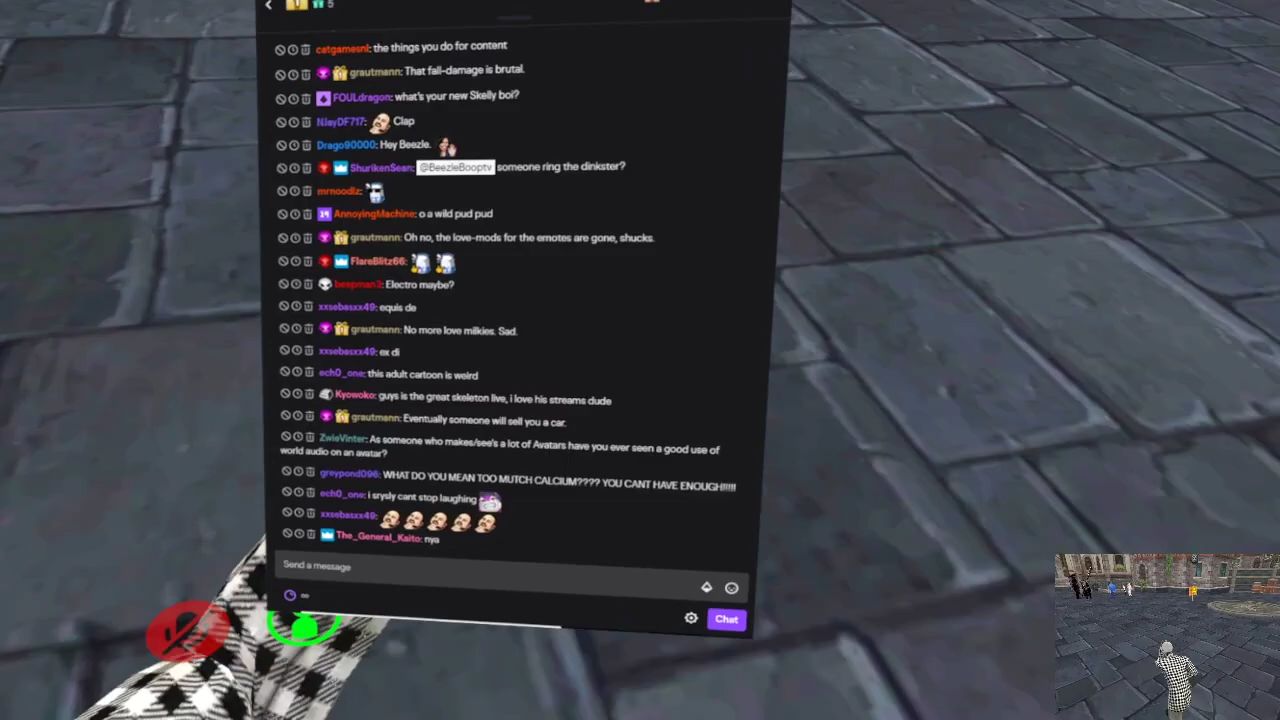 5
catgamesnl: the things you do for content
grautmann: That fall-damage is brutal.
FOULdragon: what's your new Skelly boi?
NJayDF717: Clap
Drago90000: Hey Beezle.
ShurikenSean: @BeezleBooptv someone ring the dinkster?
mrnoodlz:
AnnoyingMachine: o a wild pud pud
grautmann: Oh no, the love-mods for the emotes are gone, shucks.
FlareBlitz66:
beepman3: Electro maybe?
xxsebasxx49: equis de
grautmann: No more love milkies. Sad.
xxsebasxx49: ex di
ech0_one: this adult cartoon is weird
Kyowoko: guys is the great skeleton live, i love his streams dude
grautmann: Eventually someone will sell you a car.
ZwieVinter: As someone who makes/see's a lot of Avatars have you ever seen a good use of
world audio on an avatar?
greypond096: WHAT DO YOU MEAN TOO MUTCH CALCIUM???? YOU CANT HAVE ENOUGH!!!!!
ech0_one: i srysly cant stop laughing
xxsebasxx49:
The_General_Kaito: nya
Send a message
∞
Chat